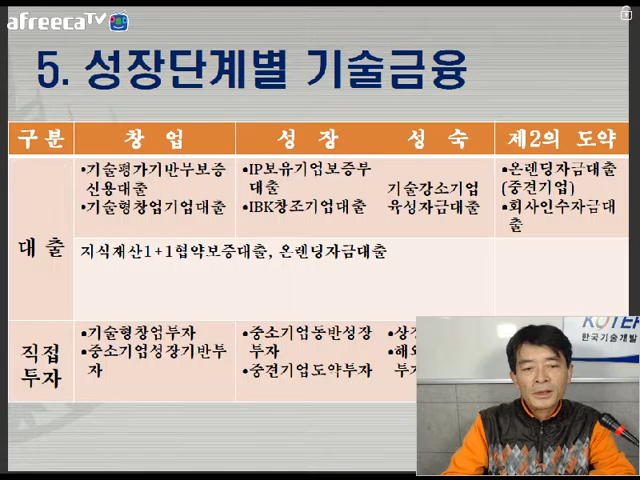 afreecaTV
5. 성장단계별 기술금융
구 분
창 업
성 장
성 숙
제2의 도약
대 출
•기술평가기반무보증
신용대출
•기술형창업기업대출
•IP보유기업보증부
대출
•IBK창조기업대출
기술강소기업
육성자금대출
•온렌딩자금대출
(중견기업)
•회사인수자금대
출
지식재산1+1협약보증대출, 온렌딩자금대출
직접
투자
•기술형창업투자
•중소기업성장기반투
자
•중소기업동반성장
투자
•중견기업도약투자
•상장
•해외
투자
한국기술개발